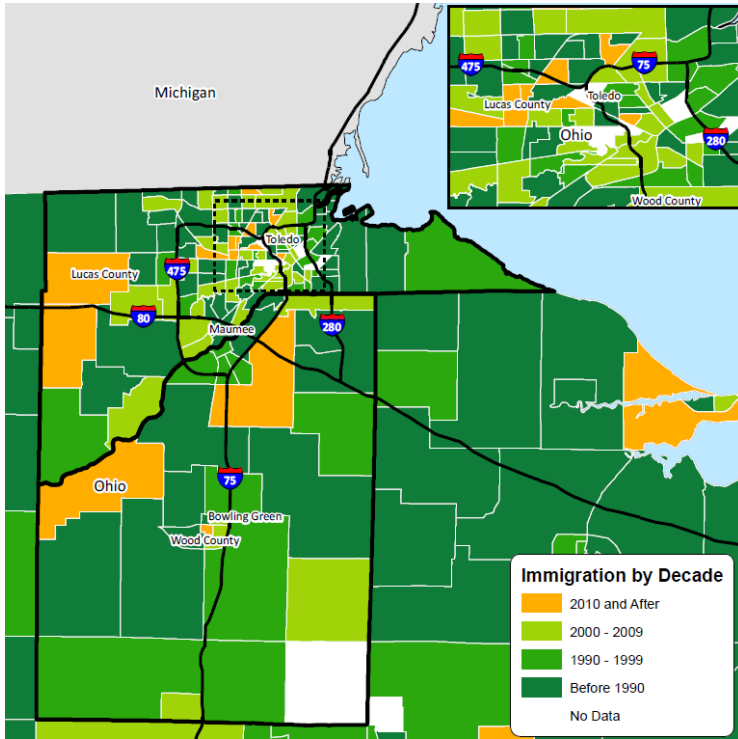 Michigan
475
75
Lucas County
Toledo
Ohio
280
Wood County
Toledo
Lucas County
475
80
Maumee
280
Ohio
75
Bowling Green
Wood County
Immigration by Decade
2010 and After
2000 - 2009
1990 - 1999
Before 1990
No Data